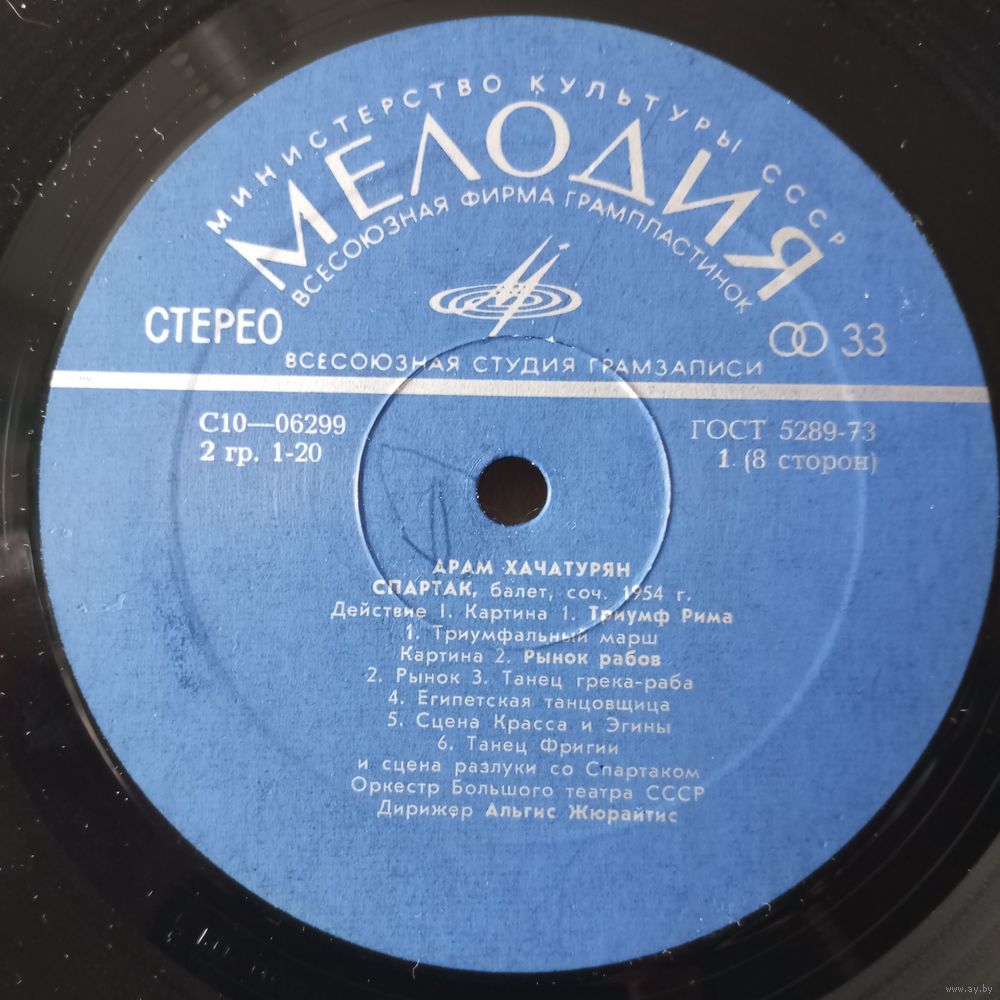 МИНИСТЕРСТВО КУЛЬТУРЫ СССР
МЕЛОДИЯ
ВСЕСОЮЗНАЯ ФИРМА ГРАМПЛАСТИНОК
СТЕРЕО
33
ВСЕСОЮЗНАЯ СТУДИЯ ГРАМЗАПИСИ
С10—06299
ГОСТ 5289-73
2 гр. 1-20
1 (8 сторон)
АРАМ ХАЧАТУРЯН
СПАРТАК, балет, соч. 1954 г.
Действие I. Картина 1. Триумф Рима
1. Триумфальный марш
Картина 2. Рынок рабов
2. Рынок 3. Танец грека-раба
4. Египетская танцовщица
5. Сцена Красса и Эгины
6. Танец Фригии
и сцена разлуки со Спартаком
Оркестр Большого театра СССР
Дирижер Альгис Жюрайтис
www.ay.by